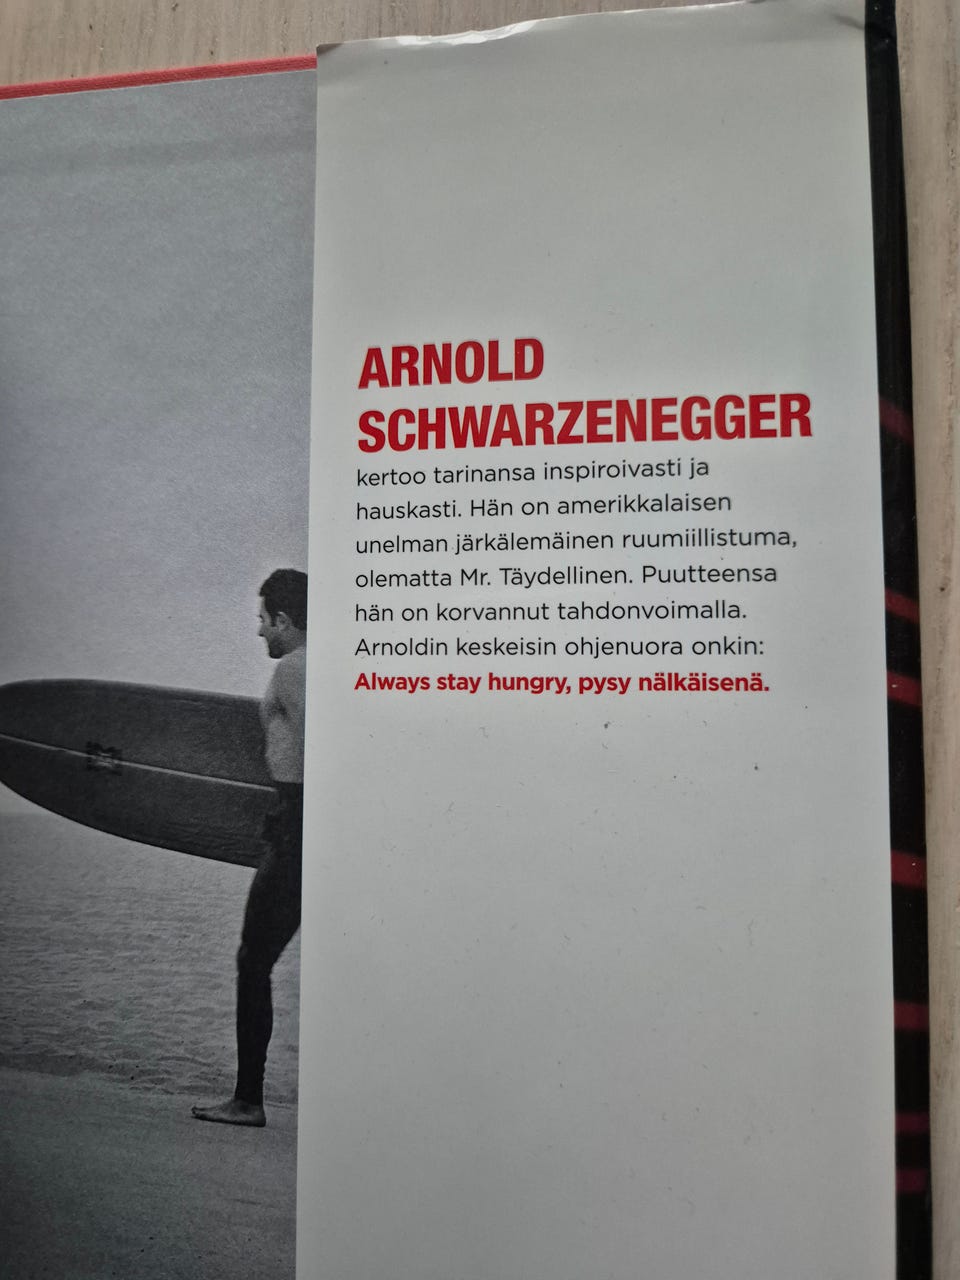 ARNOLD
SCHWARZENEGGER
kertoo tarinansa inspiroivasti ja
hauskasti. Hän on amerikkalaisen
unelman järkälemäinen ruumiillistuma,
olematta Mr. Täydellinen. Puutteensa
hän on korvannut tahdonvoimalla.
Arnoldin keskeisin ohjenuora onkin:
Always stay hungry, pysy nälkäisenä.